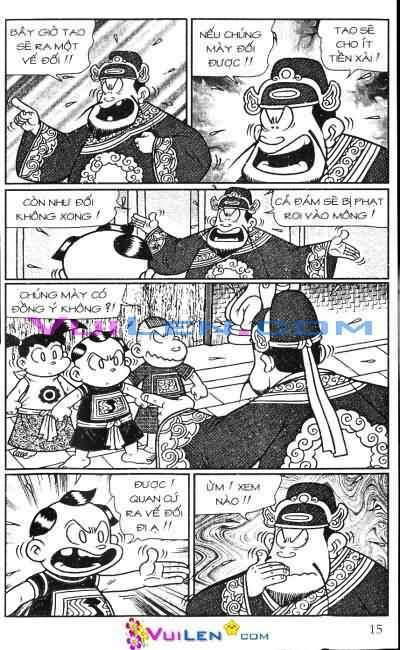 BÂY GIỜ TAO
SẼ RA MỘT
VẾ ĐỐI !!
NẾU CHÚNG
MÀY ĐỐI
ĐƯỢC !!
TAO SẼ
CHO ÍT
TIỀN XÀI !
CÒN NHƯ ĐỐI
KHÔNG XONG !
CẢ ĐÁM SẼ BỊ PHẠT
ROI VÀO MÔNG !
CHÚNG MÀY CÓ
ĐỒNG Ý KHÔNG ?!
VUILEN.COM
ĐƯỢC !
QUAN CỨ
RA VẾ ĐỐI
ĐI Ạ !
ỪM ! XEM
NÀO !!
15
VUILEN.COM